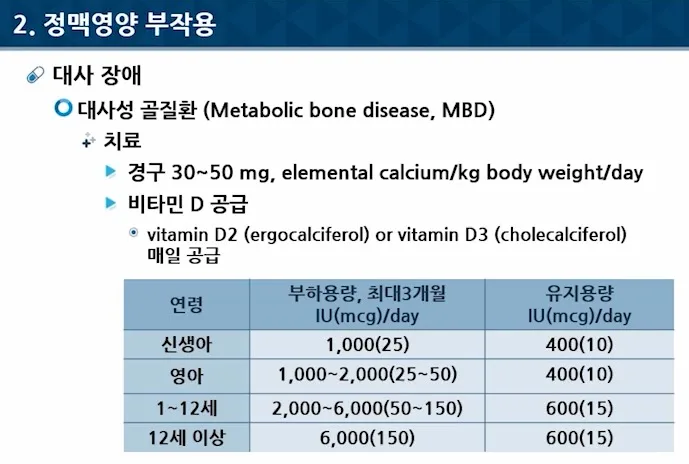 2. 정맥영양 부작용
대사 장애
대사성 골질환 (Metabolic bone disease, MBD)
치료
경구 30~50 mg, elemental calcium/kg body weight/day
비타민 D 공급
vitamin D2 (ergocalciferol) or vitamin D3 (cholecalciferol)
매일 공급
연령 부하용량, 최대3개월 IU(mcg)/day 유지용량 IU(mcg)/day
신생아 1,000(25) 400(10)
영아 1,000~2,000(25~50) 400(10)
1~12세 2,000~6,000(50~150) 600(15)
12세 이상 6,000(150) 600(15)